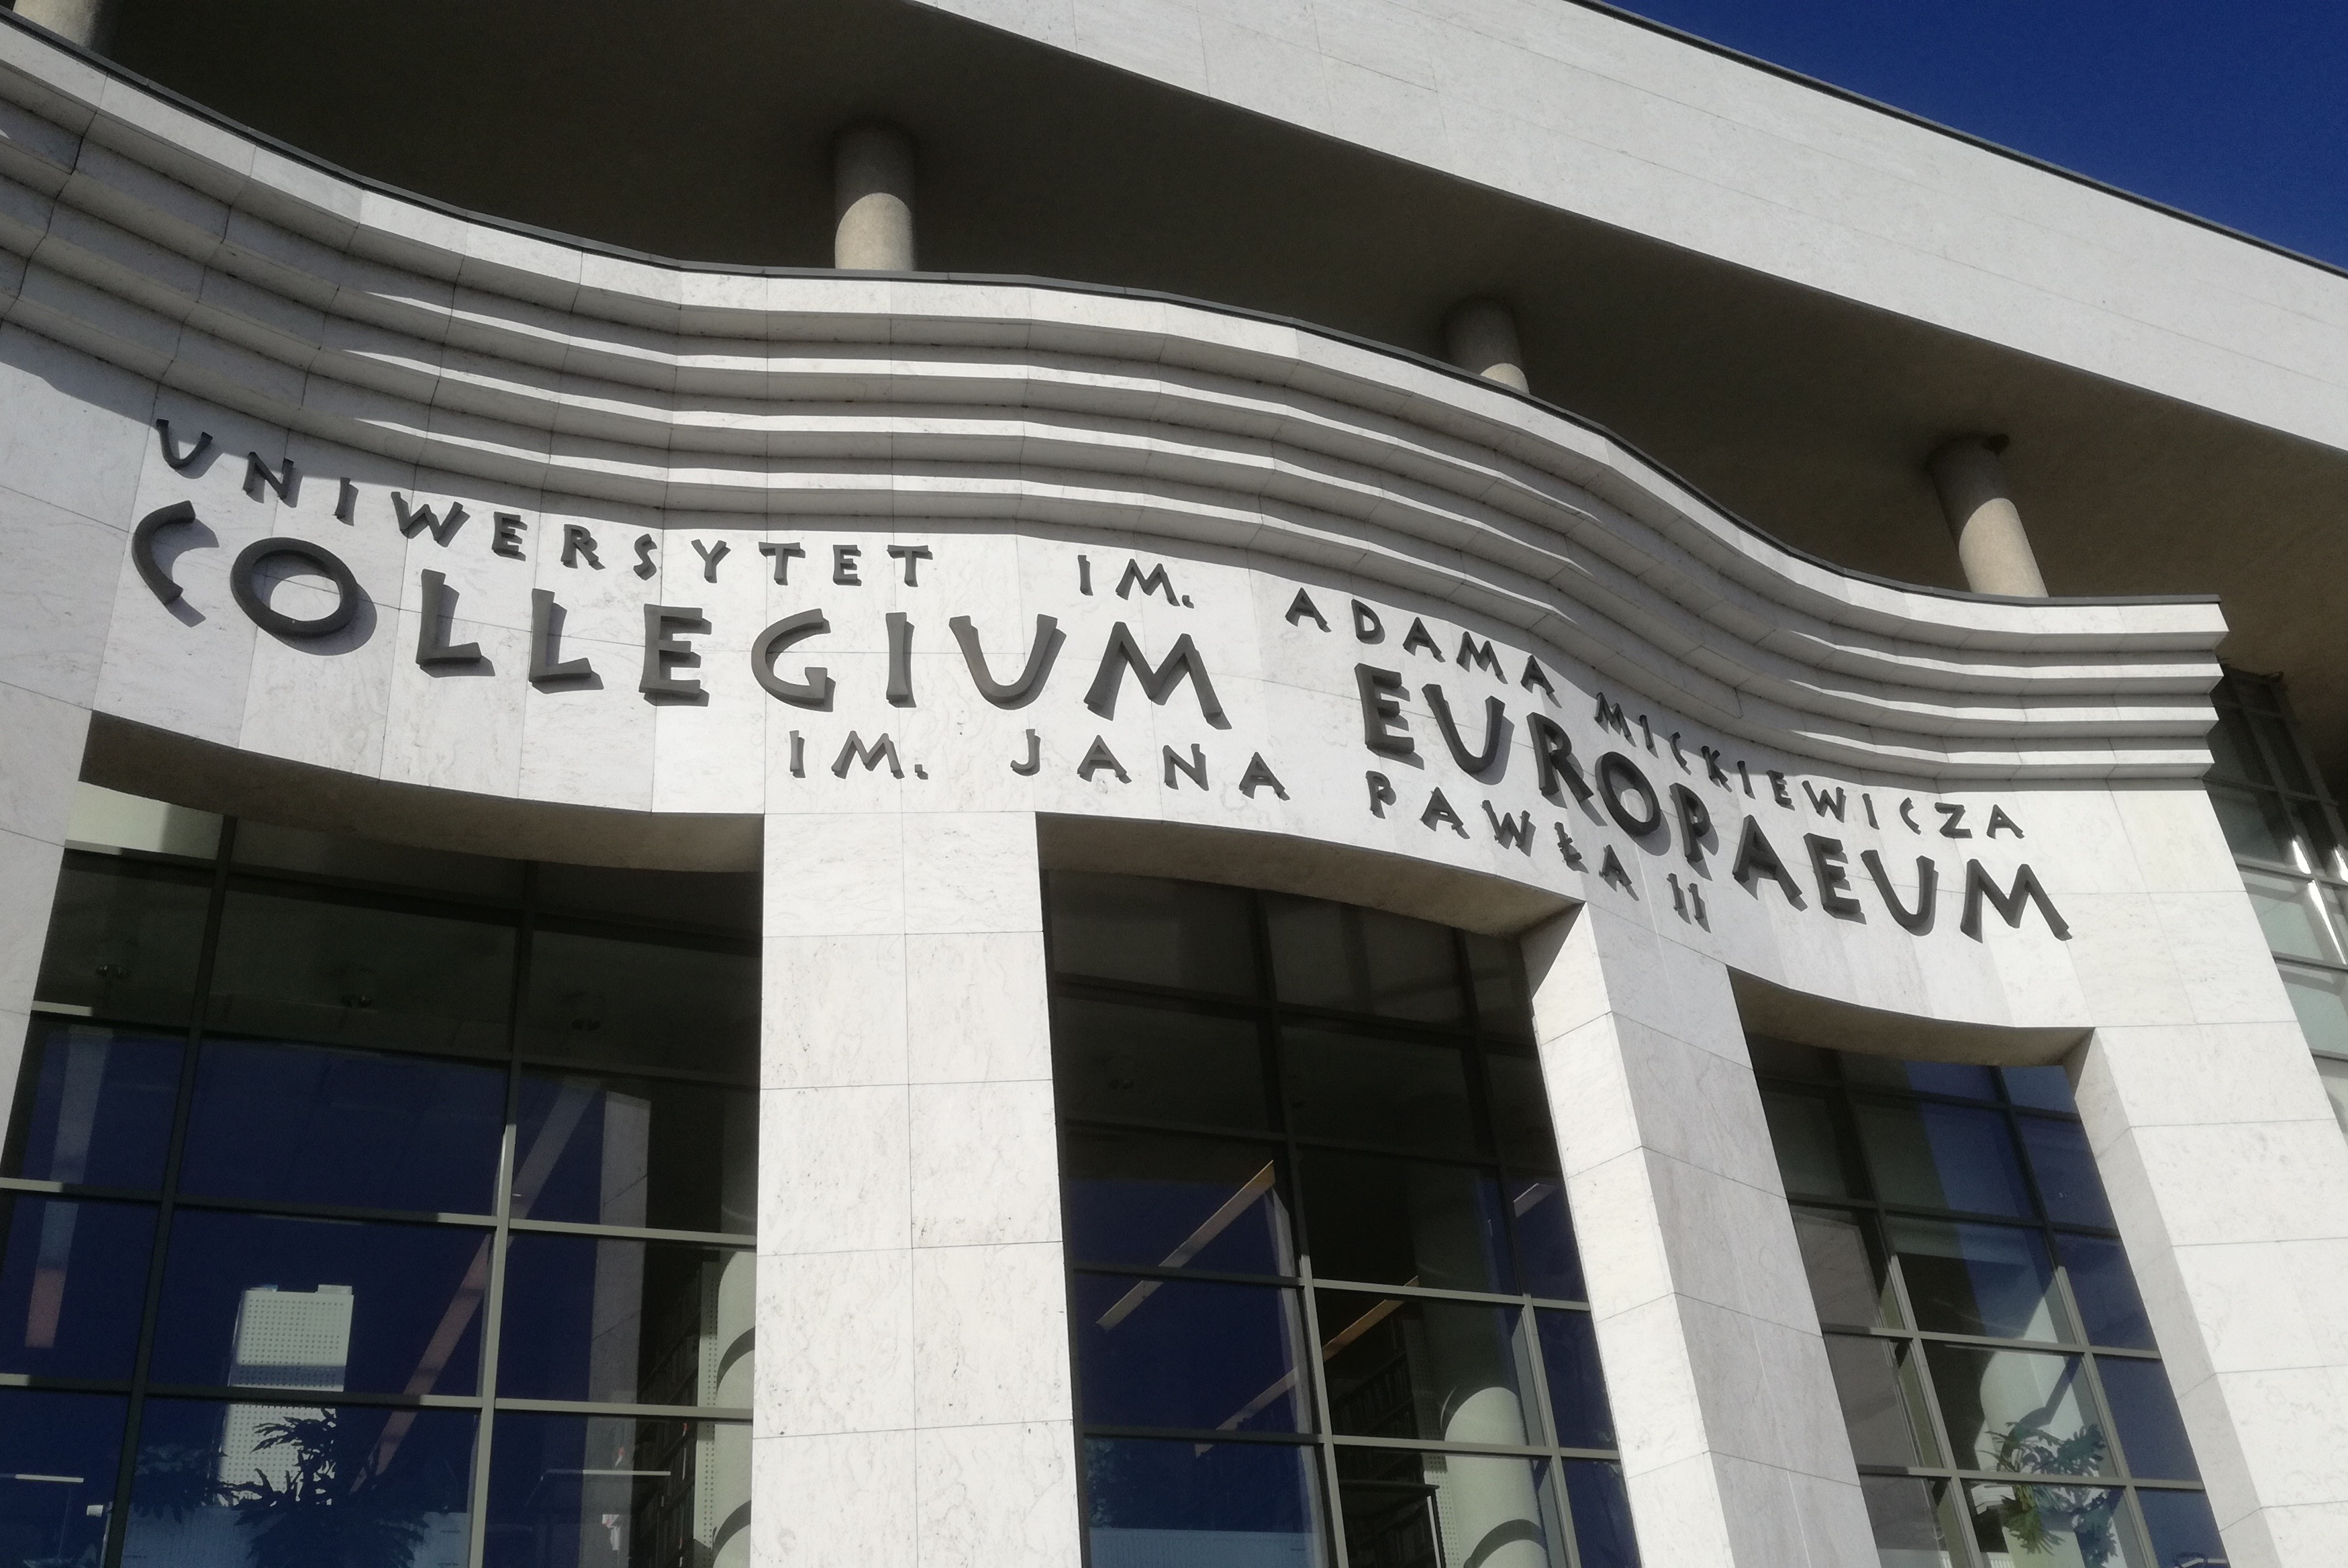 UNIWERSYTET IM. ADAMA MICKIEWICZA
COLLEGIUM EUROPAEUM
IM. JANA PAWŁA II